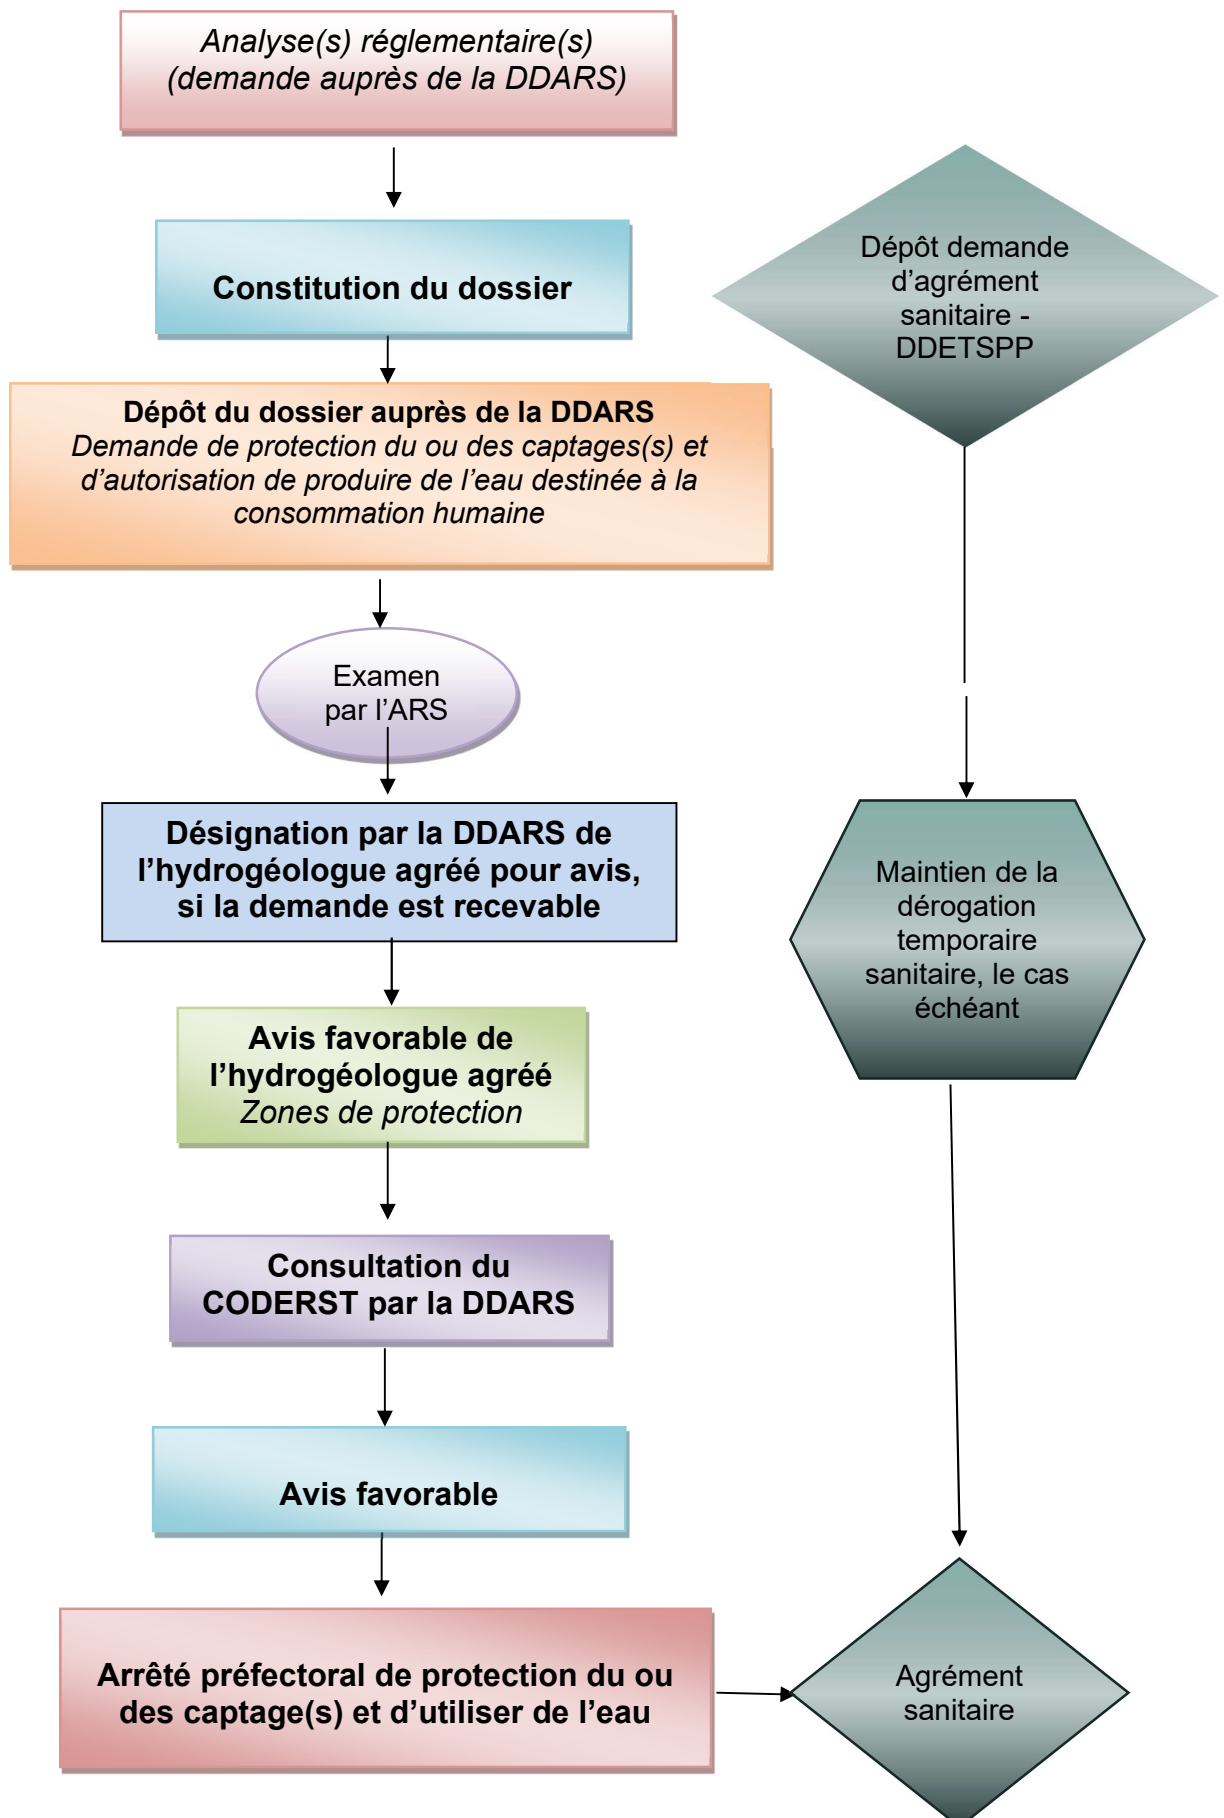 Analyse(s) réglementaire(s)
(demande auprès de la DDARS)
Constitution du dossier
Dépôt du dossier auprès de la DDARS
Demande de protection du ou des captages(s) et
d’autorisation de produire de l’eau destinée à la
consommation humaine
Examen
par l’ARS
Désignation par la DDARS de
l’hydrogéologue agréé pour avis,
si la demande est recevable
Avis favorable de
l’hydrogéologue agréé
Zones de protection
Consultation du
CODERST par la DDARS
Avis favorable
Arrêté préfectoral de protection du ou
des captage(s) et d’utiliser de l’eau
Dépôt demande
d’agrément
sanitaire -
DDETSPP
Maintien de la
dérogation
temporaire
sanitaire, le cas
échéant
Agrément
sanitaire